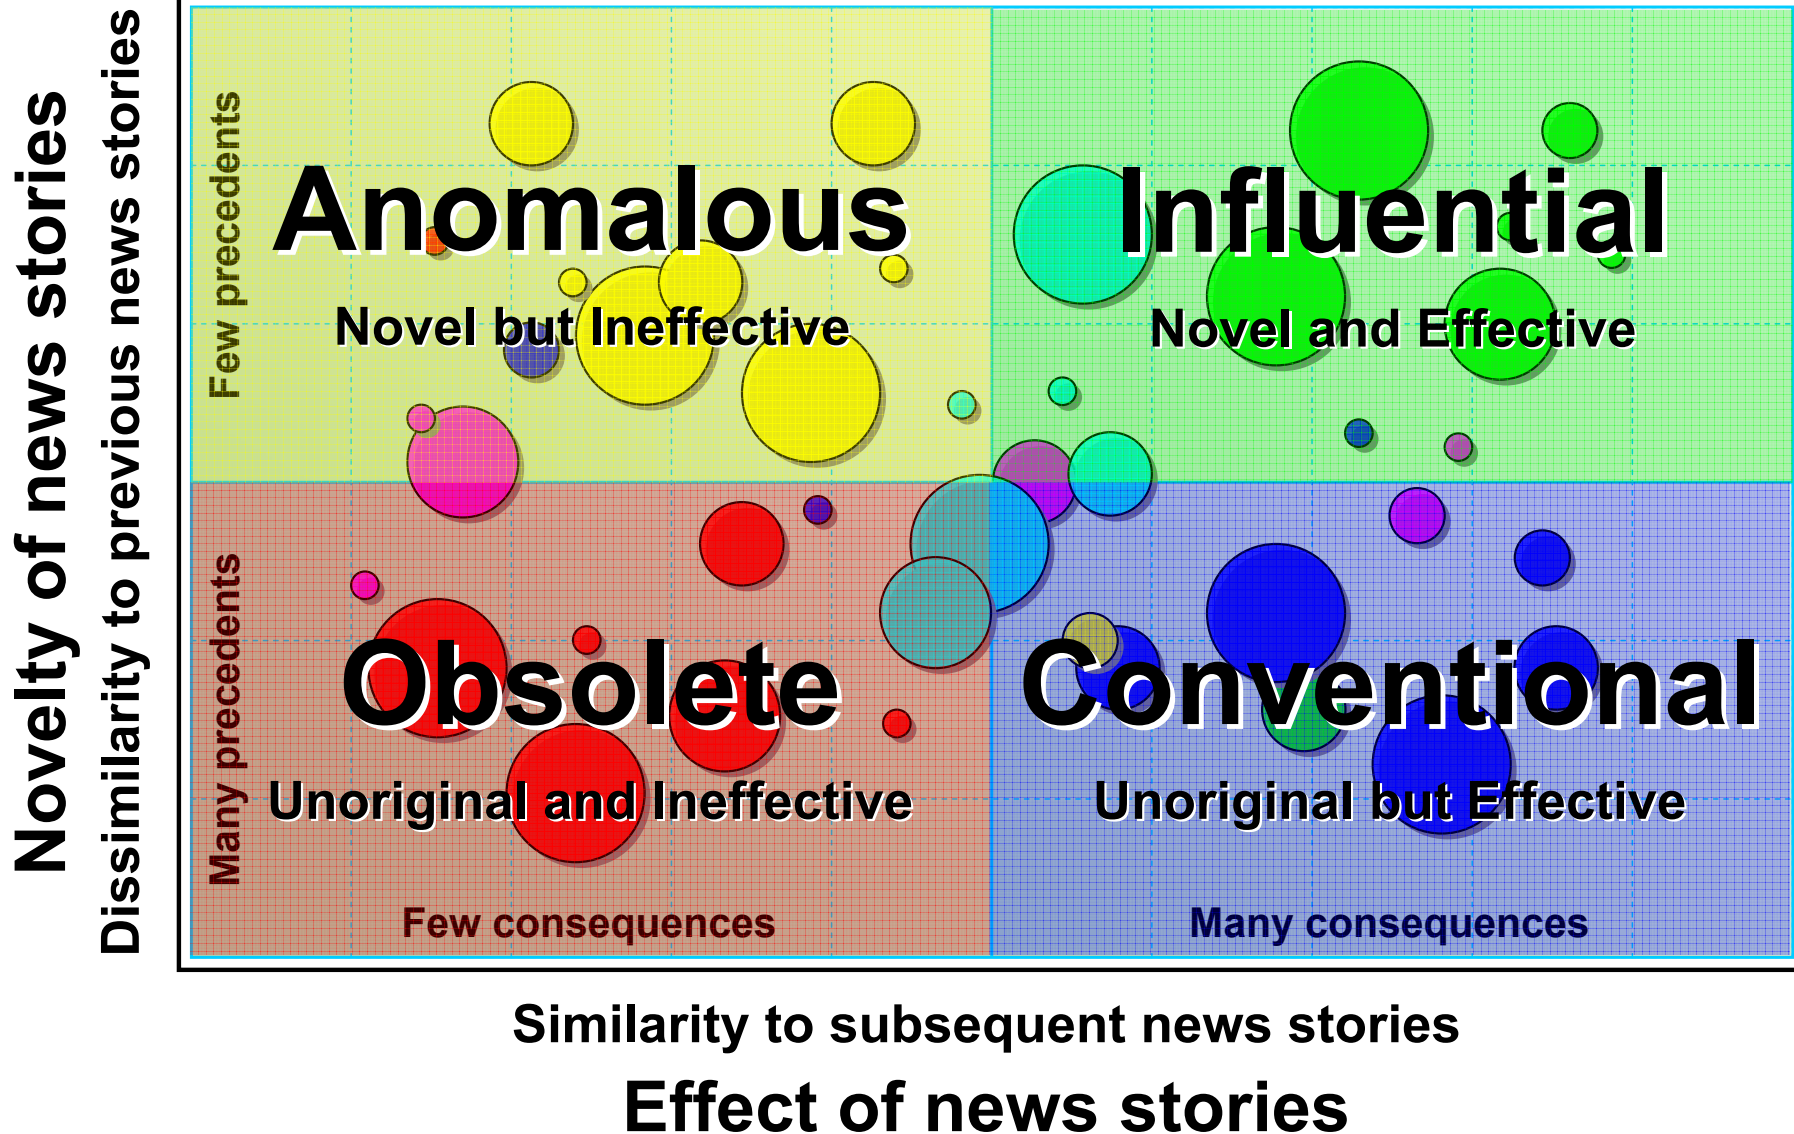 Novelty of news stories
Dissimilarity to previous news stories
Few precedents
Many precedents
Anomalous
Novel but Ineffective
Influential
Novel and Effective
Obsolete
Unoriginal and Ineffective
Conventional
Unoriginal but Effective
Few consequences
Many consequences
Similarity to subsequent news stories
Effect of news stories